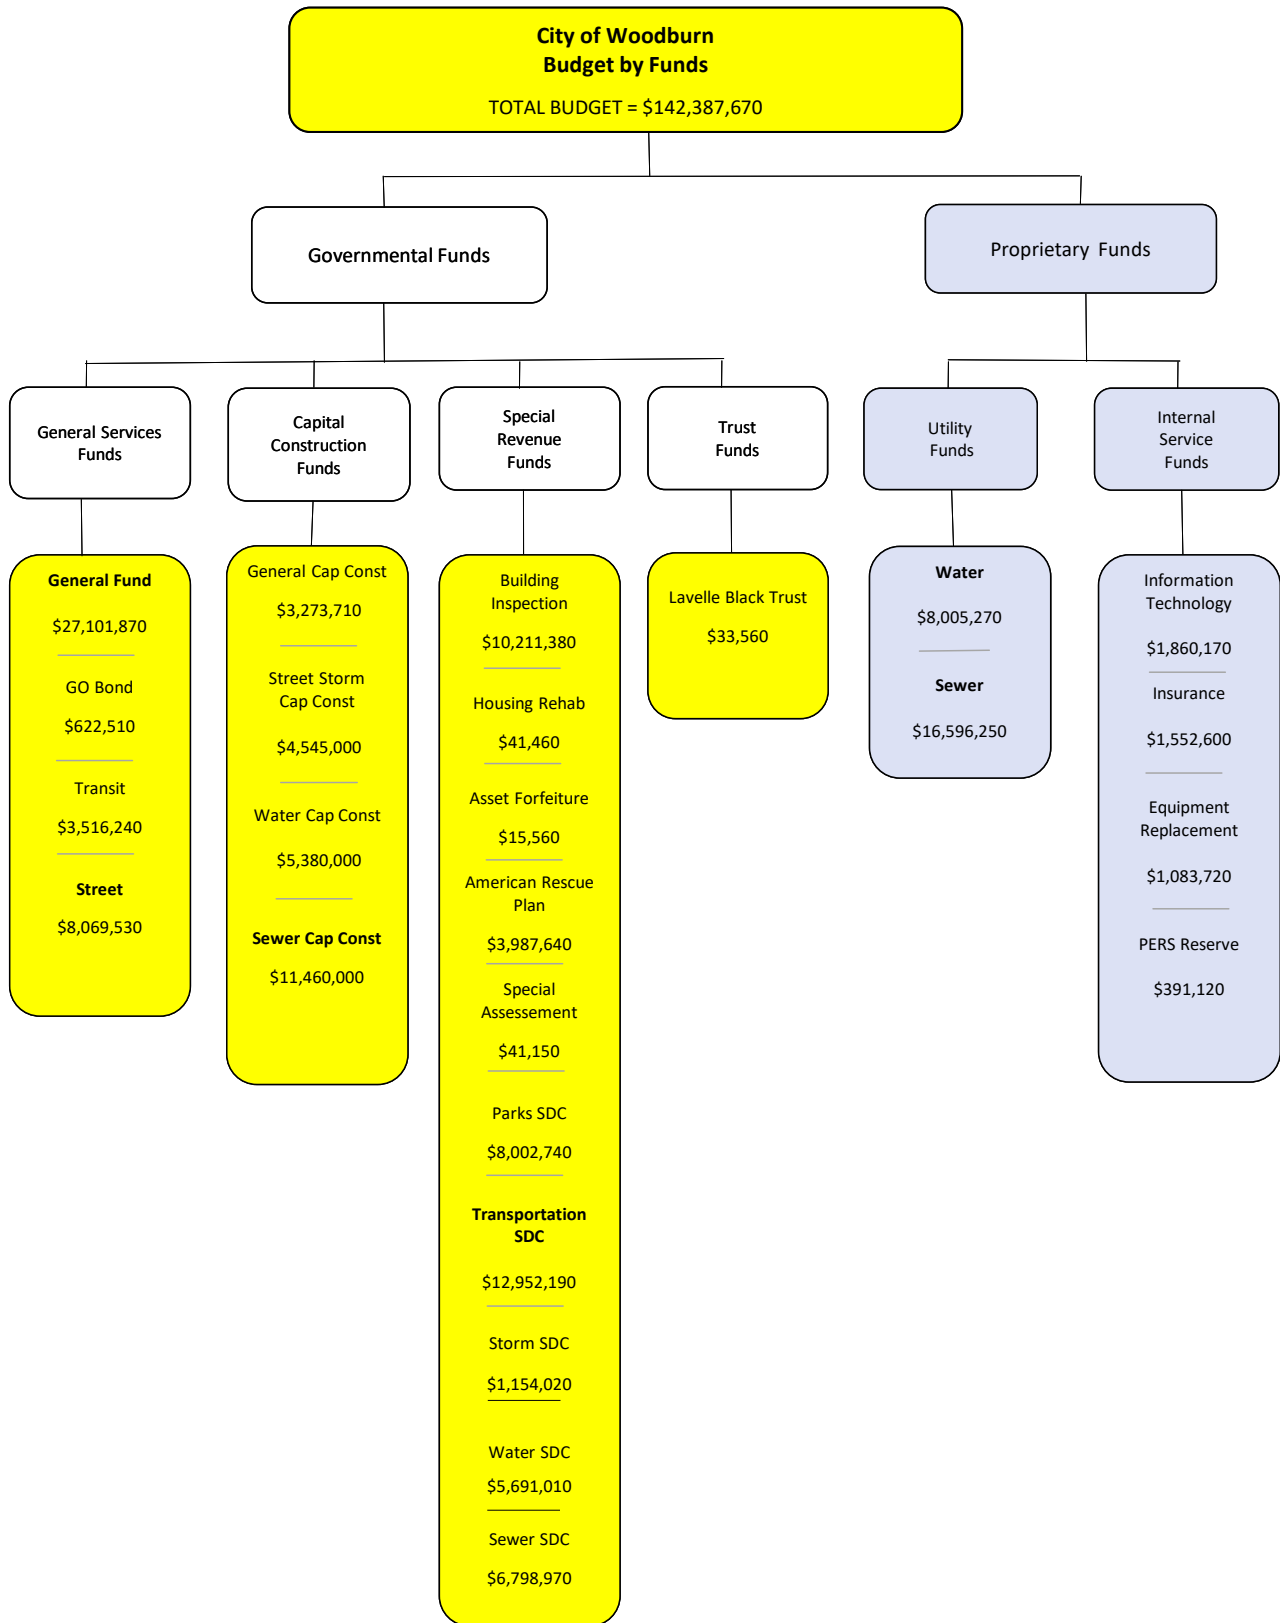 City of Woodburn
Budget by Funds
TOTAL BUDGET = $142,387,670
Governmental Funds
Proprietary Funds
General Services
Funds
Capital
Construction
Funds
Special
Revenue
Funds
Trust
Funds
Utility
Funds
Internal
Service
Funds
General Fund
$27,101,870
GO Bond
$622,510
Transit
$3,516,240
Street
$8,069,530
General Cap Const
$3,273,710
Street Storm
Cap Const
$4,545,000
Water Cap Const
$5,380,000
Sewer Cap Const
$11,460,000
Building
Inspection
$10,211,380
Housing Rehab
$41,460
Asset Forfeiture
$15,560
American Rescue
Plan
$3,987,640
Special
Assessement
$41,150
Parks SDC
$8,002,740
Transportation
SDC
$12,952,190
Storm SDC
$1,154,020
Water SDC
$5,691,010
Sewer SDC
$6,798,970
Lavelle Black Trust
$33,560
Water
$8,005,270
Sewer
$16,596,250
Information
Technology
$1,860,170
Insurance
$1,552,600
Equipment
Replacement
$1,083,720
PERS Reserve
$391,120